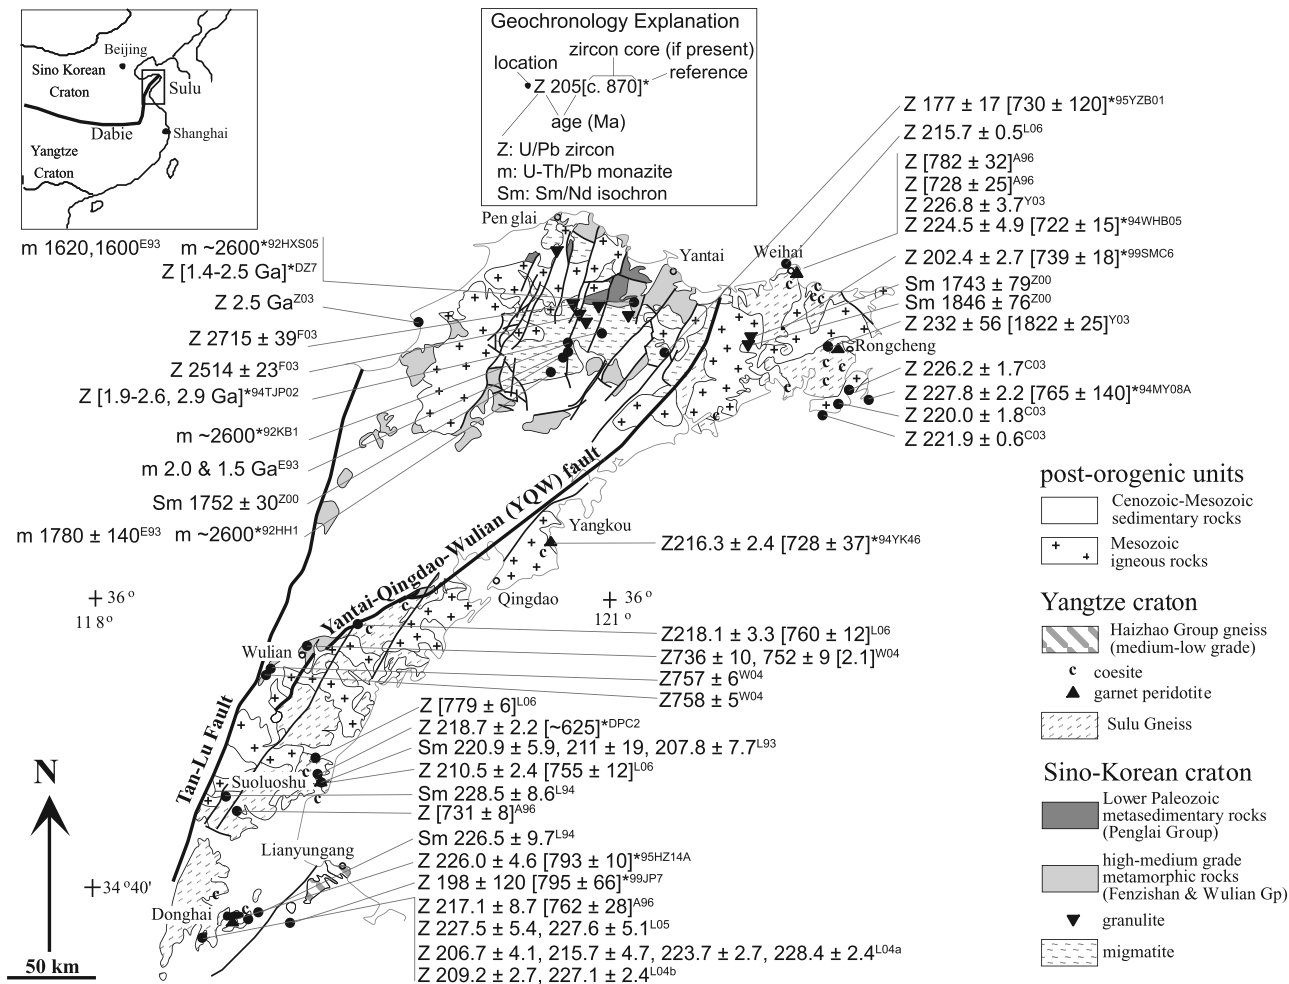 Geochronology Explanation
zircon core (if present)
location
reference
Z 205[c. 870]*
age (Ma)
Z: U/Pb zircon
m: U-Th/Pb monazite
Sm: Sm/Nd isochron
Beijing
Sino Korean
Craton
Sulu
Dabie
Shanghai
Yangtze
Craton
m 1620,1600E93 m ~2600*92HXS05
Z [1.4-2.5 Ga]*DZ7
Z 2.5 GaZ03
Z 2715 ± 39F03
Z 2514 ± 23F03
Z [1.9-2.6, 2.9 Ga]*94TJP02
m ~2600*92KB1
m 2.0 & 1.5 GaE93
Sm 1752 ± 30Z00
m 1780 ± 140E93 m ~2600*92HH1
Z 177 ± 17 [730 ± 120]*95YZB01
Z 215.7 ± 0.5L06
Z [782 ± 32]A96
Z [728 ± 25]A96
Z 226.8 ± 3.7Y03
Z 224.5 ± 4.9 [722 ± 15]*94WHB05
Z 202.4 ± 2.7 [739 ± 18]*99SMC6
Sm 1743 ± 79Z00
Sm 1846 ± 76Z00
Z 232 ± 56 [1822 ± 25]Y03
Z 226.2 ± 1.7C03
Z 227.8 ± 2.2 [765 ± 140]*94MY08A
Z 220.0 ± 1.8C03
Z 221.9 ± 0.6C03
Pen glai
Yantai
Weihai
c
c
c
c
Rongcheng
c
c
c
c
c
Yantai-Qingdao-Wulian (YQW) fault
Yangkou
c
Qingdao
Z216.3 ± 2.4 [728 ± 37]*94YK46
36 o
118o
36 o
121 o
c
c
Wulian
Z218.1 ± 3.3 [760 ± 12]L06
Z736 ± 10, 752 ± 9 [2.1]W04
Z757 ± 6W04
Z758 ± 5W04
Tan-Lu Fault
Z [779 ± 6]L06
Z 218.7 ± 2.2 [~625]*DPC2
Sm 220.9 ± 5.9, 211 ± 19, 207.8 ± 7.7L93
Z 210.5 ± 2.4 [755 ± 12]L06
Sm 228.5 ± 8.6L94
Z [731 ± 8]A96
Sm 226.5 ± 9.7L94
Z 226.0 ± 4.6 [793 ± 10]*95HZ14A
Z 198 ± 120 [795 ± 66]*99JP7
Z 217.1 ± 8.7 [762 ± 28]A96
Z 227.5 ± 5.4, 227.6 ± 5.1L05
Z 206.7 ± 4.1, 215.7 ± 4.7, 223.7 ± 2.7, 228.4 ± 2.4L04a
Z 209.2 ± 2.7, 227.1 ± 2.4L04b
c
Suoluoshu
c
Lianyungang
34 o40'
c
c
Donghai
N
50 km
post-orogenic units
Cenozoic-Mesozoic
sedimentary rocks
Mesozoic
igneous rocks
Yangtze craton
Haizhao Group gneiss
(medium-low grade)
c coesite
garnet peridotite
Sulu Gneiss
Sino-Korean craton
Lower Paleozoic
metasedimentary rocks
(Penglai Group)
high-medium grade
metamorphic rocks
(Fenzishan & Wulian Gp)
granulite
migmatite